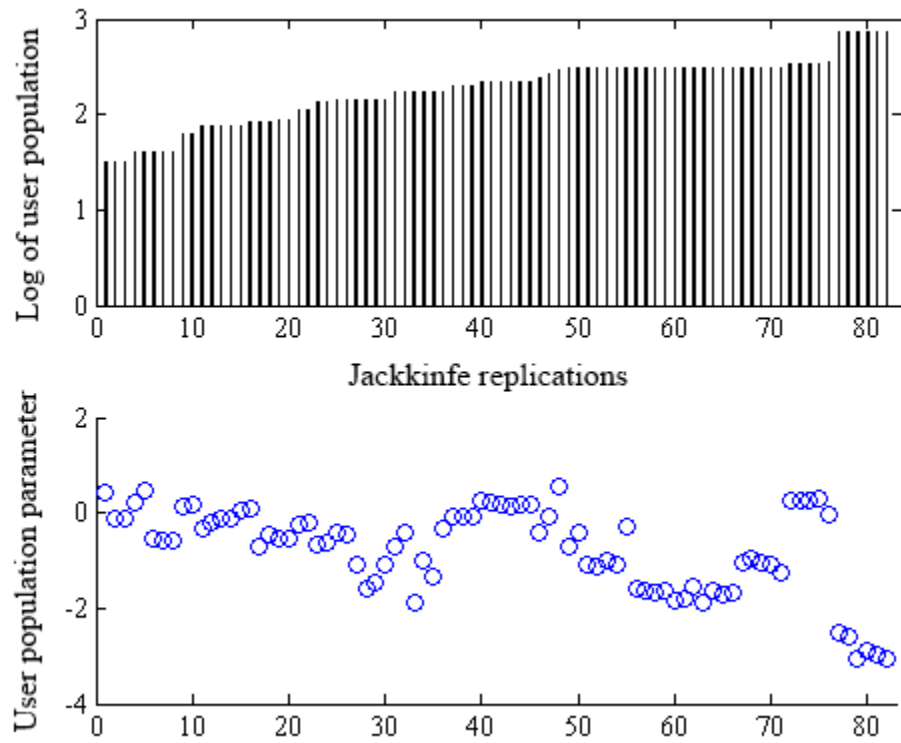 Log of user population
3
2
1
0
0 10 20 30 40 50 60 70 80
Jackkinfe replications
User population parameter
2
0
-2
-4
0 10 20 30 40 50 60 70 80